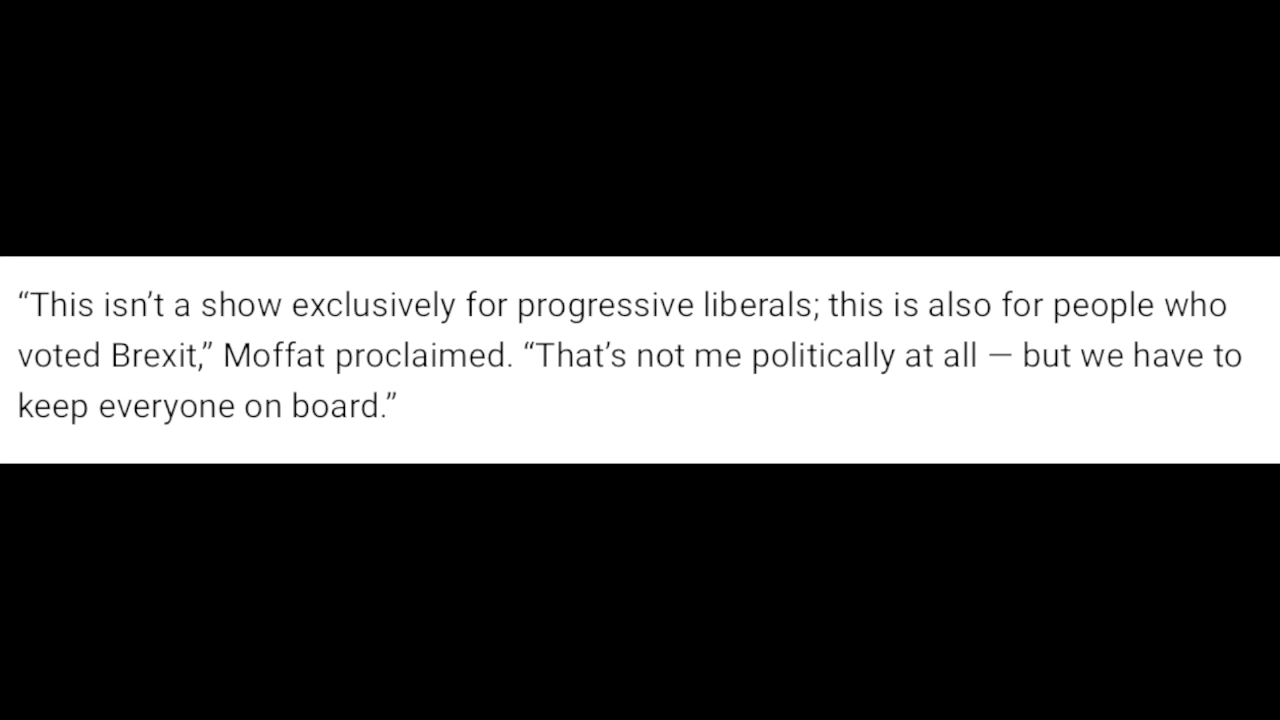 “This isn’t a show exclusively for progressive liberals; this is also for people who
voted Brexit,” Moffat proclaimed. “That’s not me politically at all — but we have to
keep everyone on board.”